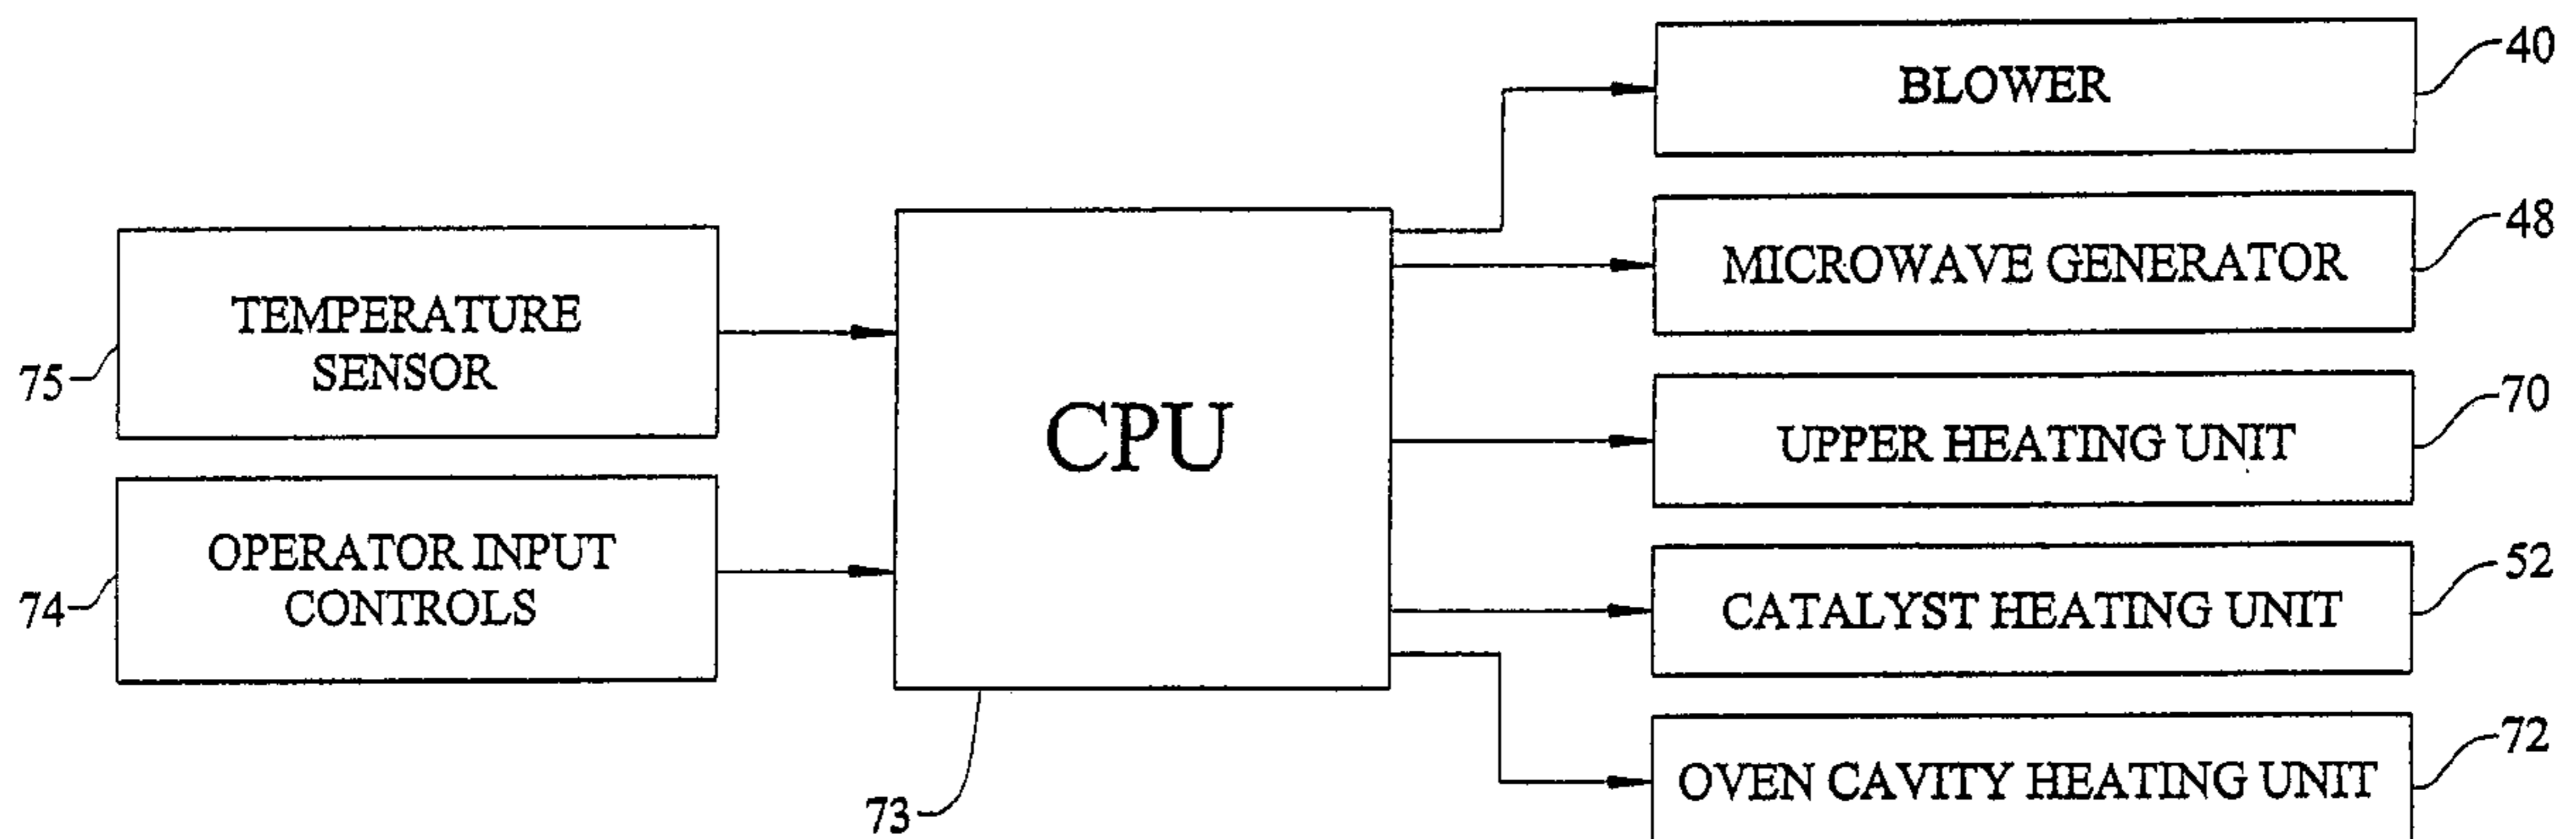 BLOWER
40
MICROWAVE GENERATOR
48
TEMPERATURE
SENSOR
75
CPU
73
UPPER HEATING UNIT
70
OPERATOR INPUT
CONTROLS
74
CATALYST HEATING UNIT
52
OVEN CAVITY HEATING UNIT
72